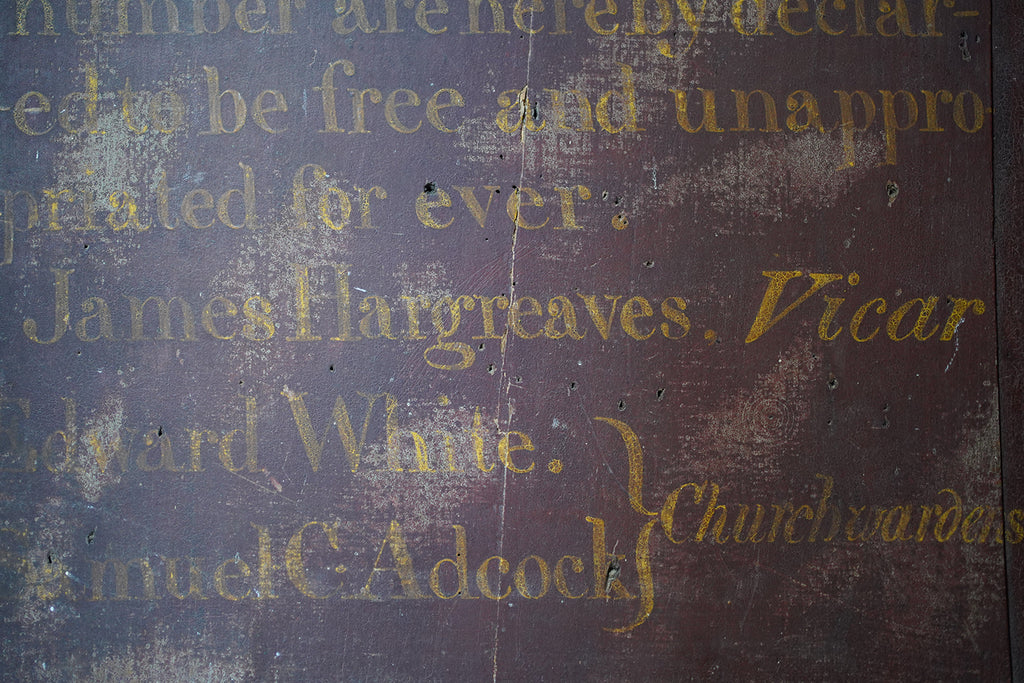 number are hereby declar-
-ed to be free and unappro-
priated for ever.
James Hargreaves. Vicar
Edward White.
Churchwardens
Samuel C. Adcock